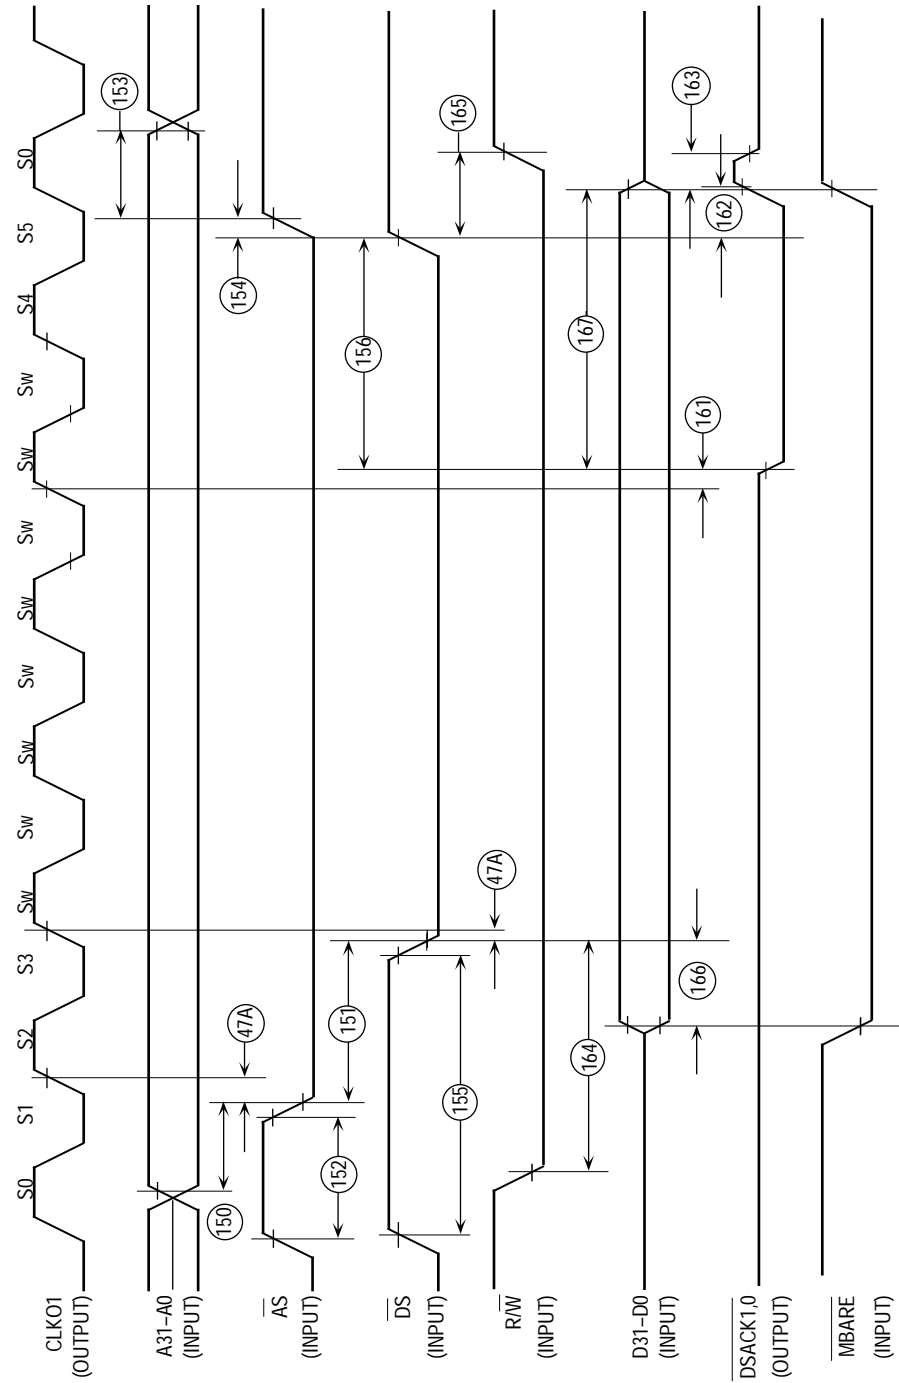 S0 S1 S2 S3 Sw Sw Sw Sw Sw Sw Sw Sw S4 S5 S0
CLKO1
(OUTPUT)
153
A31–A0
(INPUT)
150
47A
154
AS
(INPUT)
152
151
156
DS
(INPUT)
155
165
47A
R/W
(INPUT)
164
167
D31–D0
(INPUT)
166
161
162
163
DSACK1,0
(OUTPUT)
MBARE
(INPUT)